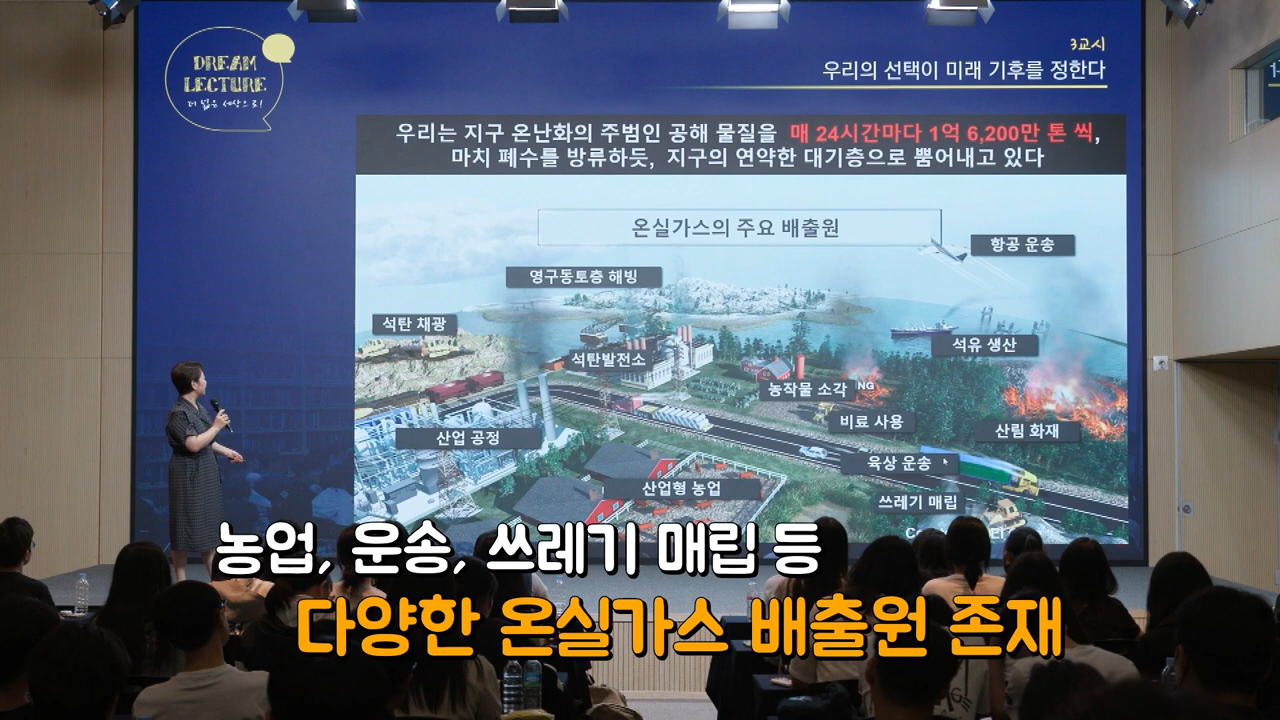 DREAM
LECTURE
더 넓은 세상으로!
3교시
우리의 선택이 미래 기후를 정한다
우리는 지구 온난화의 주범인 공해 물질을 매 24시간마다 1억 6,200만 톤 씩,
마치 폐수를 방류하듯, 지구의 연약한 대기층으로 뿜어내고 있다
온실가스의 주요 배출원
항공 운송
영구동토층 해빙
석탄 채광
석유 생산
석탄발전소
농작물 소각
NG
비료 사용
산림 화재
산업 공정
육상 운송
산업형 농업
쓰레기 매립
농업, 운송, 쓰레기 매립 등
다양한 온실가스 배출원 존재